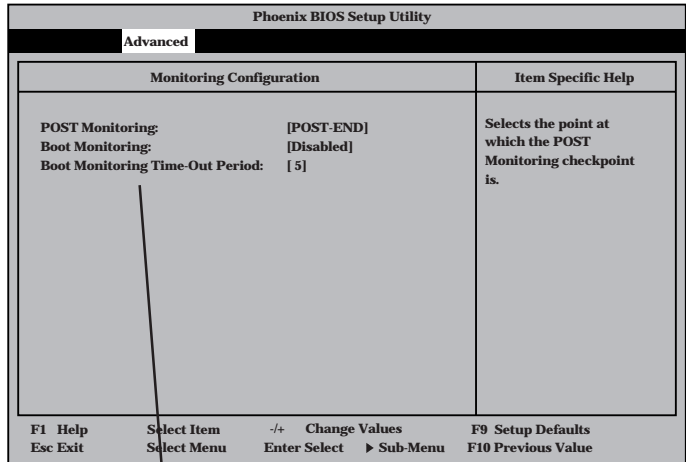 Phoenix BIOS Setup Utility
Advanced
Monitoring Configuration
Item Specific Help
POST Monitoring: [POST-END]
Boot Monitoring: [Disabled]
Boot Monitoring Time-Out Period: [ 5]
Selects the point at
which the POST
Monitoring checkpoint
is.
F1 Help Select Item -/+ Change Values F9 Setup Defaults
Esc Exit Select Menu Enter Select ▶ Sub-Menu F10 Previous Value